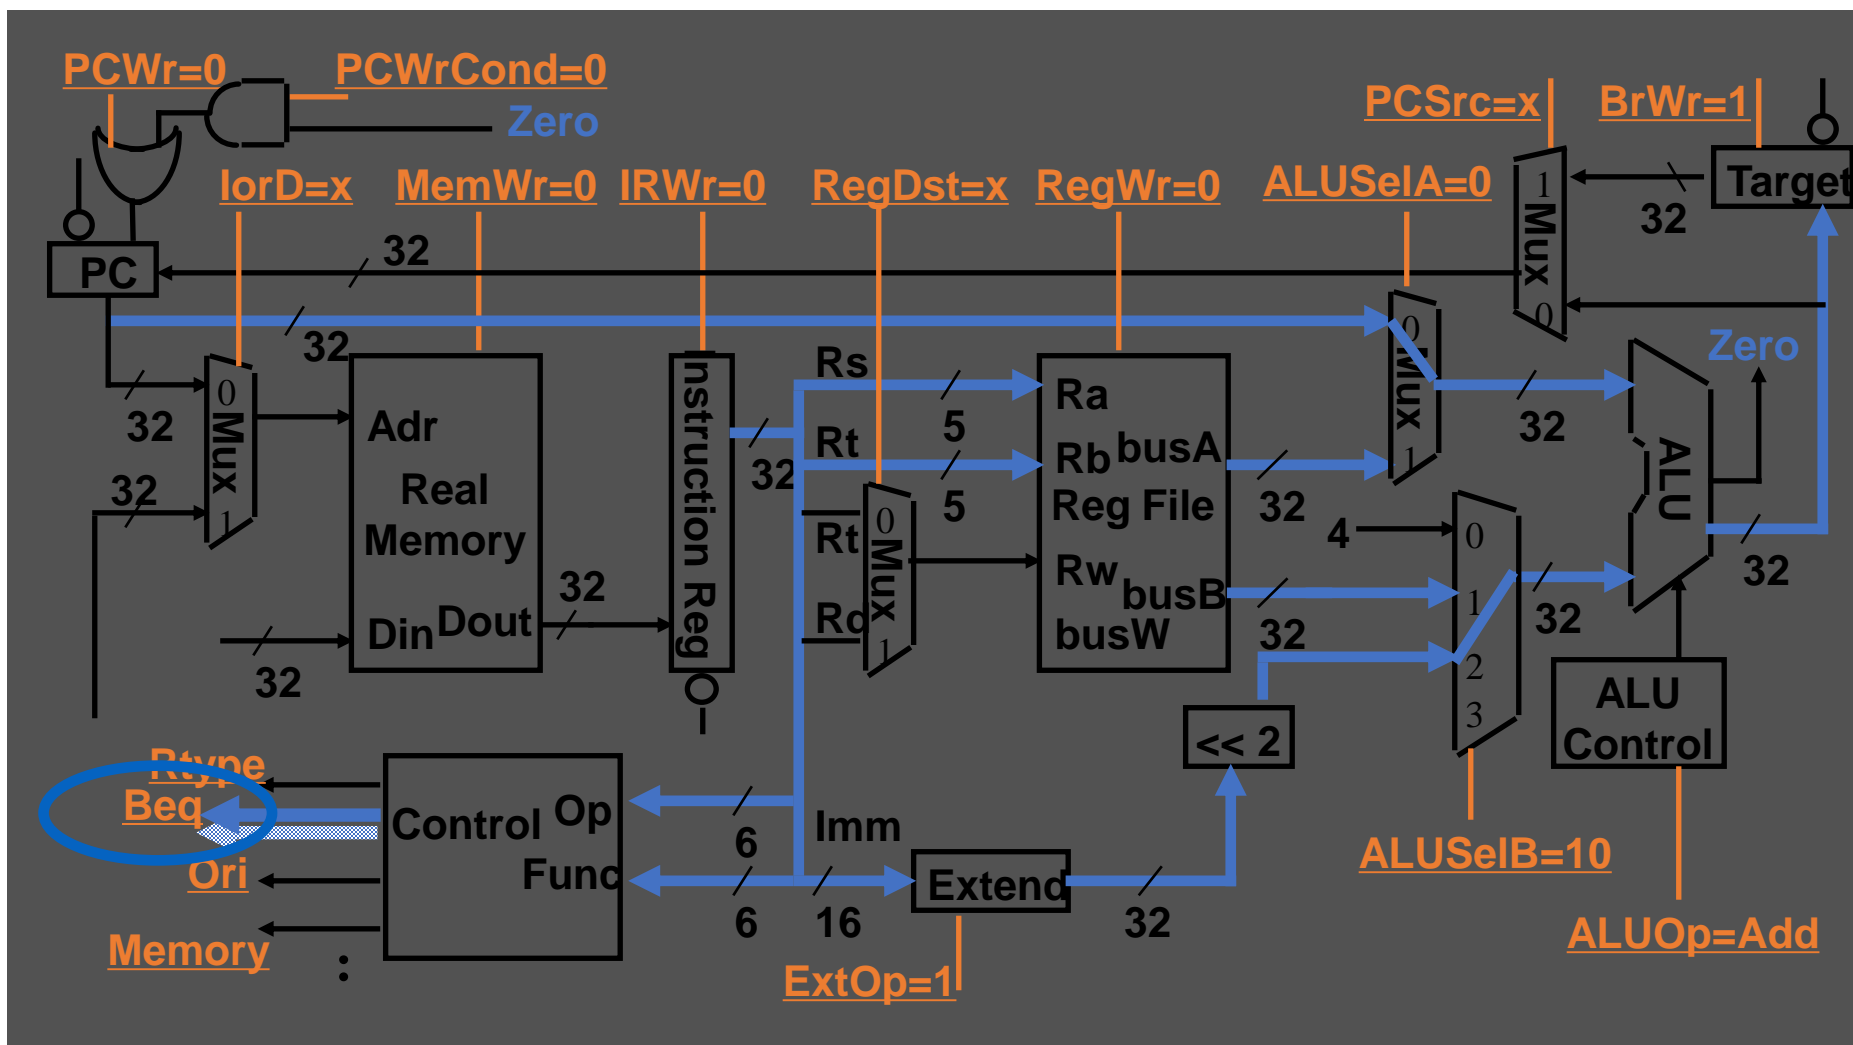 PCWr=0 PCWrCond=0
Zero
PCSrc=x BrWr=1
IorD=x MemWr=0 IRWr=0 RegDst=x RegWr=0 ALUSelA=0
1 Mux 0
Target
32
32
PC
32
0 Mux 1
Zero
32
32
0 Mux 1
Adr
Real
Memory
Din Dout
32
32
nstruction Reg
32
Rs
5
Rt
5
Rt
Rd
0 Mux 1
Ra
Rb busA
Reg File
Rw
busB
busW
32
32
32
4
0
1
2
3
32
ALU
32
ALU
Control
<< 2
Rtype
Beq
Ori
Memory
:
Control Op
Func
6
6
Imm
16
Extend
32
ExtOp=1
ALUSelB=10
ALUOp=Add